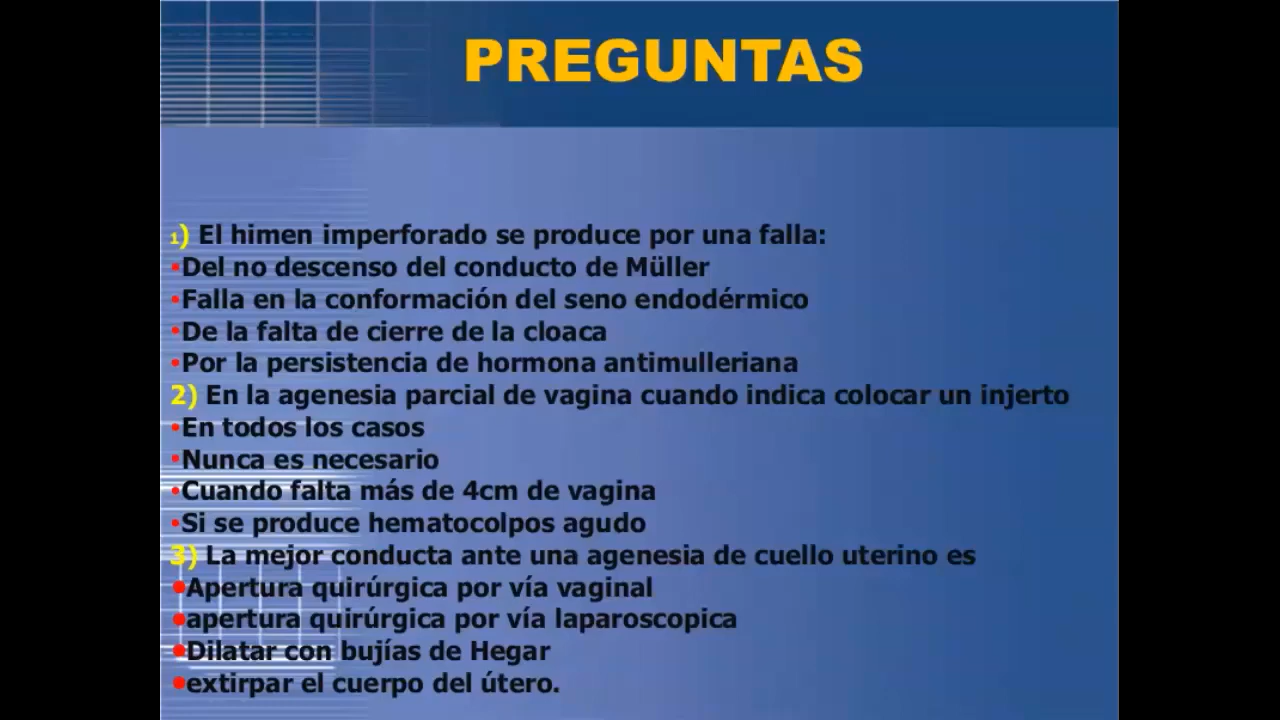 PREGUNTAS
1) El himen imperforado se produce por una falla:
•Del no descenso del conducto de Müller
•Falla en la conformación del seno endodérmico
•De la falta de cierre de la cloaca
•Por la persistencia de hormona antimulleriana
2) En la agenesia parcial de vagina cuando indica colocar un injerto
•En todos los casos
•Nunca es necesario
•Cuando falta más de 4cm de vagina
•Si se produce hematocolpos agudo
3) La mejor conducta ante una agenesia de cuello uterino es
•Apertura quirúrgica por vía vaginal
•apertura quirúrgica por vía laparoscopica
•Dilatar con bujías de Hegar
•extirpar el cuerpo del útero.